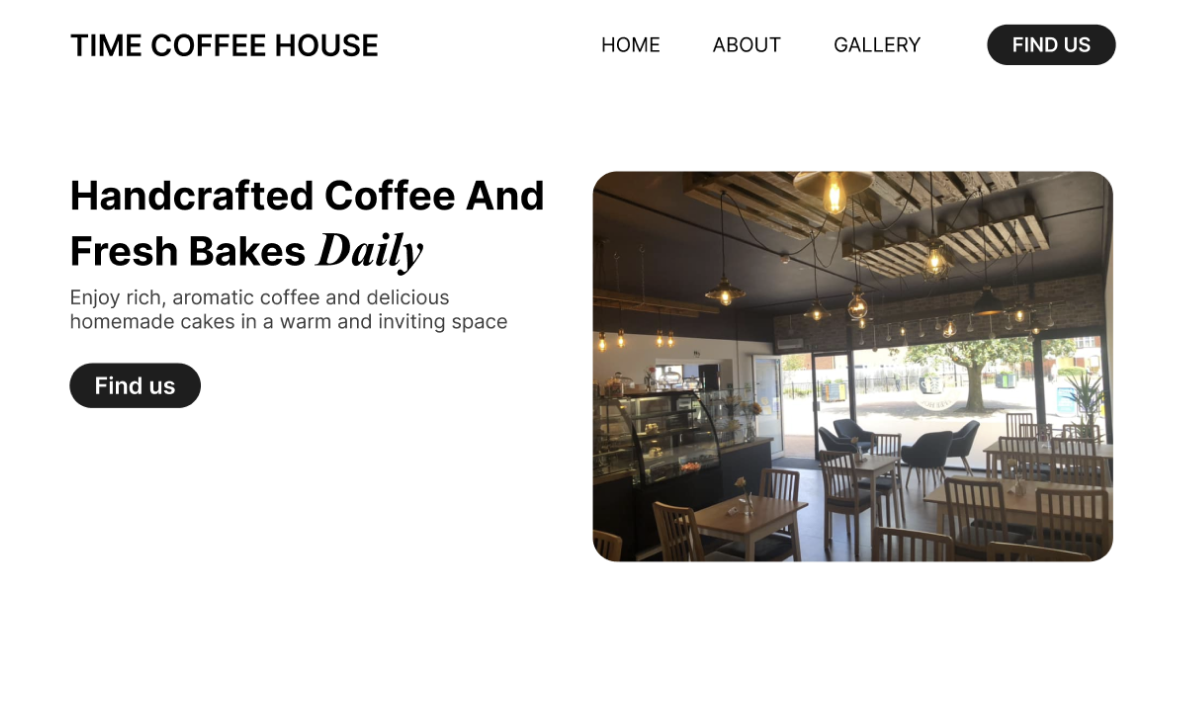 TIME COFFEE HOUSE
HOME ABOUT GALLERY FIND US
Handcrafted Coffee And
Fresh Bakes Daily
Enjoy rich, aromatic coffee and delicious
homemade cakes in a warm and inviting space
Find us